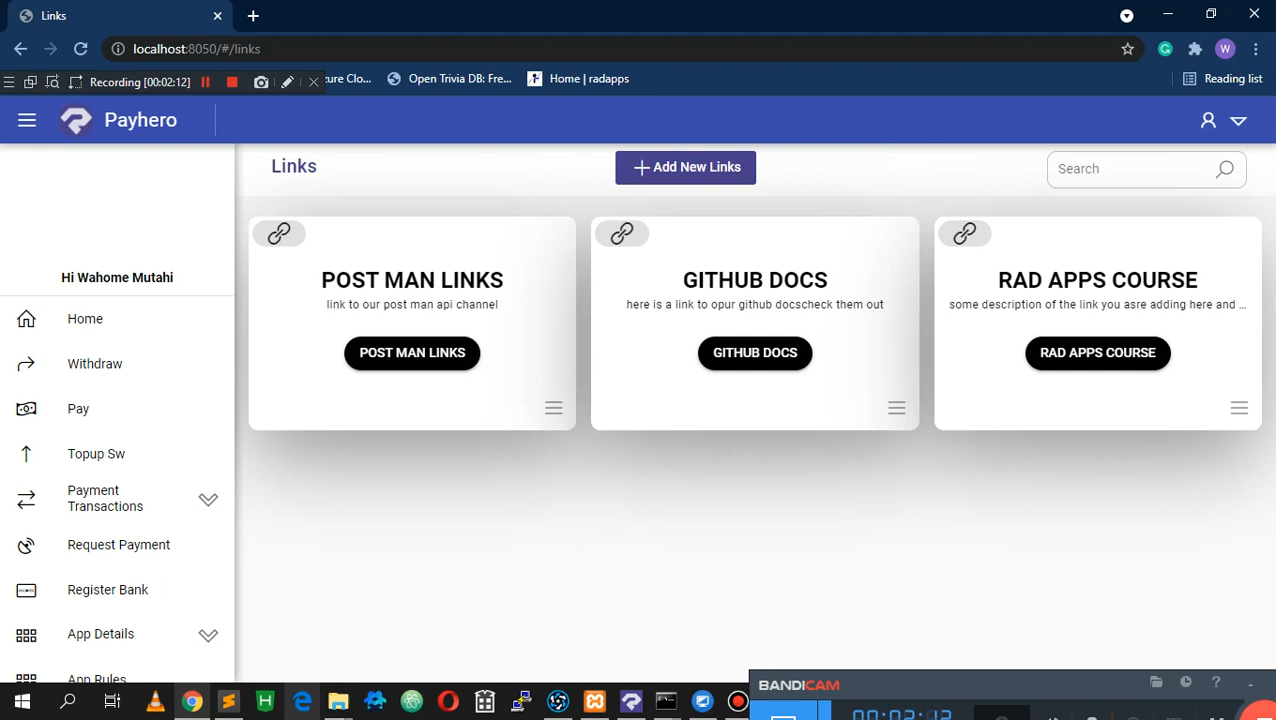 Links
localhost:8050/#/links
Recording [00:02:12]
cure Clo...
Open Trivia DB: Fre...
Home | radapps
Reading list
W
Payhero
Links
Add New Links
Search
Hi Wahome Mutahi
Home
Withdraw
Pay
Topup Sw
Payment
Transactions
Request Payment
Register Bank
App Details
App Rules
POST MAN LINKS
link to our post man api channel
POST MAN LINKS
GITHUB DOCS
here is a link to opur github docscheck them out
GITHUB DOCS
RAD APPS COURSE
some description of the link you asre adding here and ...
RAD APPS COURSE
BANDICAM
00:02:12